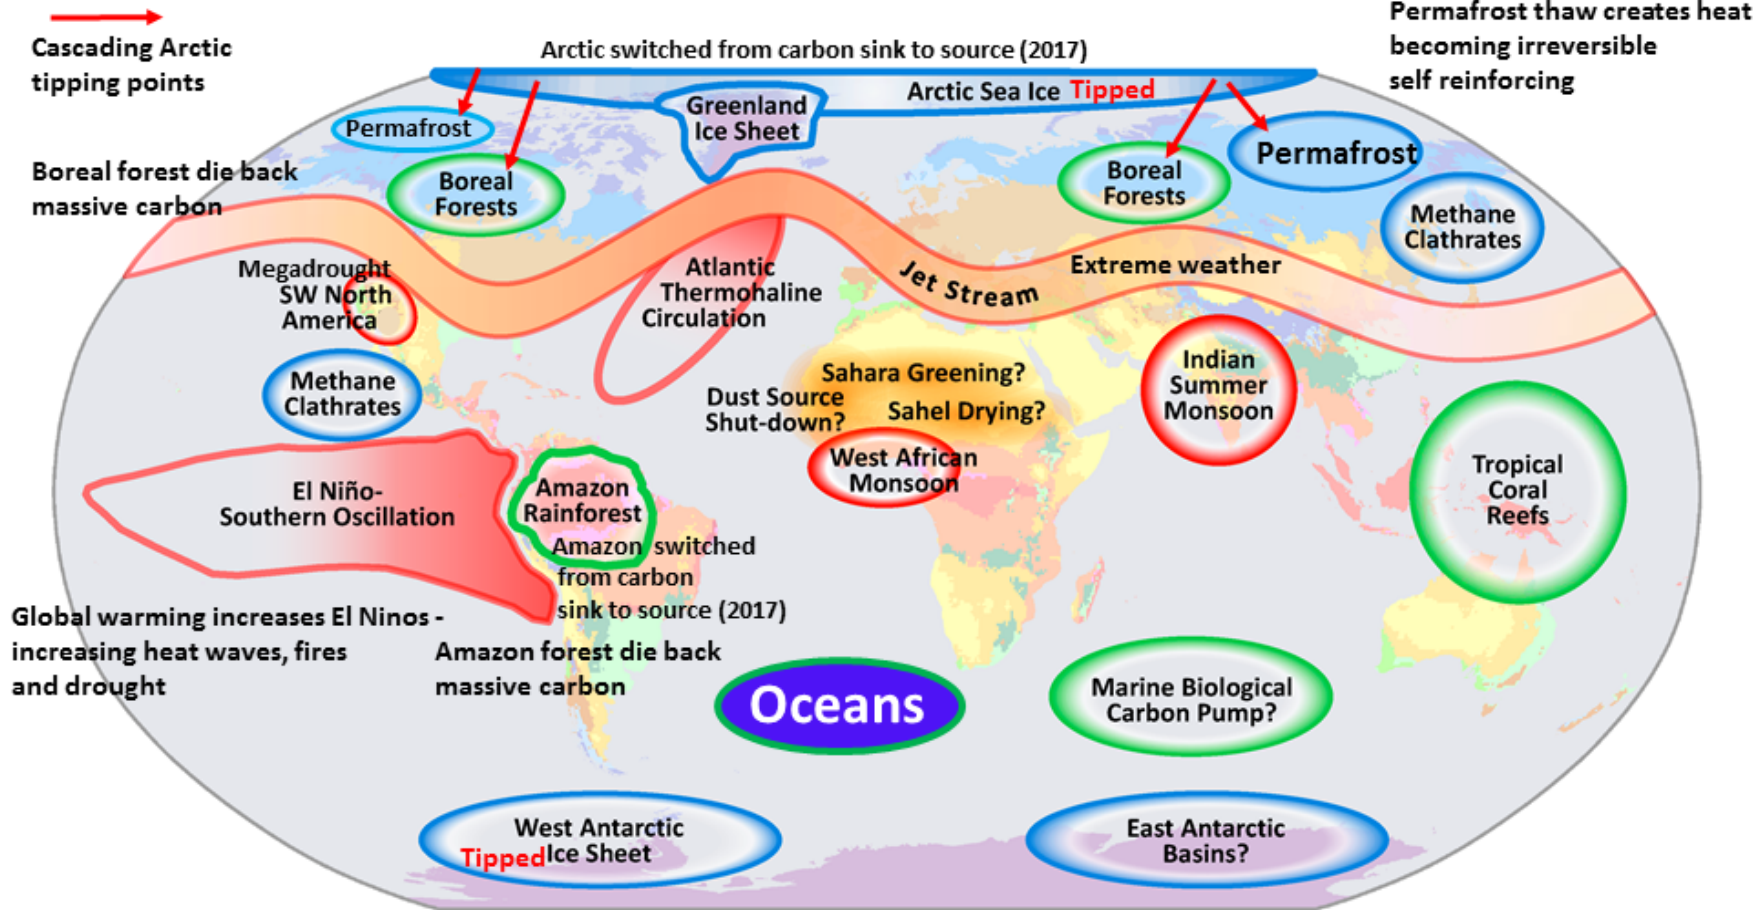 Cascading Arctic
tipping points
Arctic switched from carbon sink to source (2017)
Permafrost thaw creates heat
becoming irreversible
self reinforcing
Arctic Sea Ice Tipped
Greenland
Ice Sheet
Permafrost
Boreal forest die back
massive carbon
Boreal
Forests
Boreal
Forests
Permafrost
Methane
Clathrates
Megadrought
SW North
America
Atlantic
Thermohaline
Circulation
Jet Stream
Extreme weather
Methane
Clathrates
Sahara Greening?
Dust Source
Shut-down?
Sahel Drying?
West African
Monsoon
Indian
Summer
Monsoon
Tropical
Coral
Reefs
El Niño-
Southern Oscillation
Amazon
Rainforest
Amazon switched
from carbon
sink to source (2017)
Global warming increases El Ninos -
increasing heat waves, fires
and drought
Amazon forest die back
massive carbon
Oceans
Marine Biological
Carbon Pump?
West Antarctic
Tipped Ice Sheet
East Antarctic
Basins?